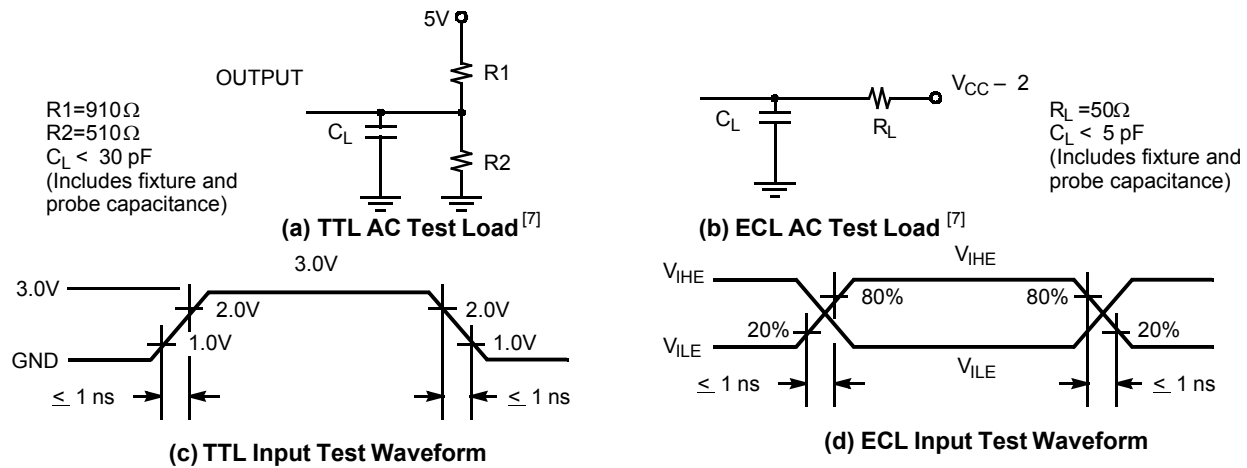 5V
OUTPUT
R1
R1=910Ω
R2=510Ω
C_L < 30 pF
(Includes fixture and
probe capacitance)
C_L
R2
(a) TTL AC Test Load [7]
V_CC – 2
C_L
R_L
R_L =50Ω
C_L < 5 pF
(Includes fixture and
probe capacitance)
(b) ECL AC Test Load [7]
3.0V
3.0V
2.0V
2.0V
1.0V
1.0V
GND
≤ 1 ns
≤ 1 ns
(c) TTL Input Test Waveform
V_IHE
V_IHE
80%
80%
20%
20%
V_ILE
V_ILE
≤ 1 ns
≤ 1 ns
(d) ECL Input Test Waveform